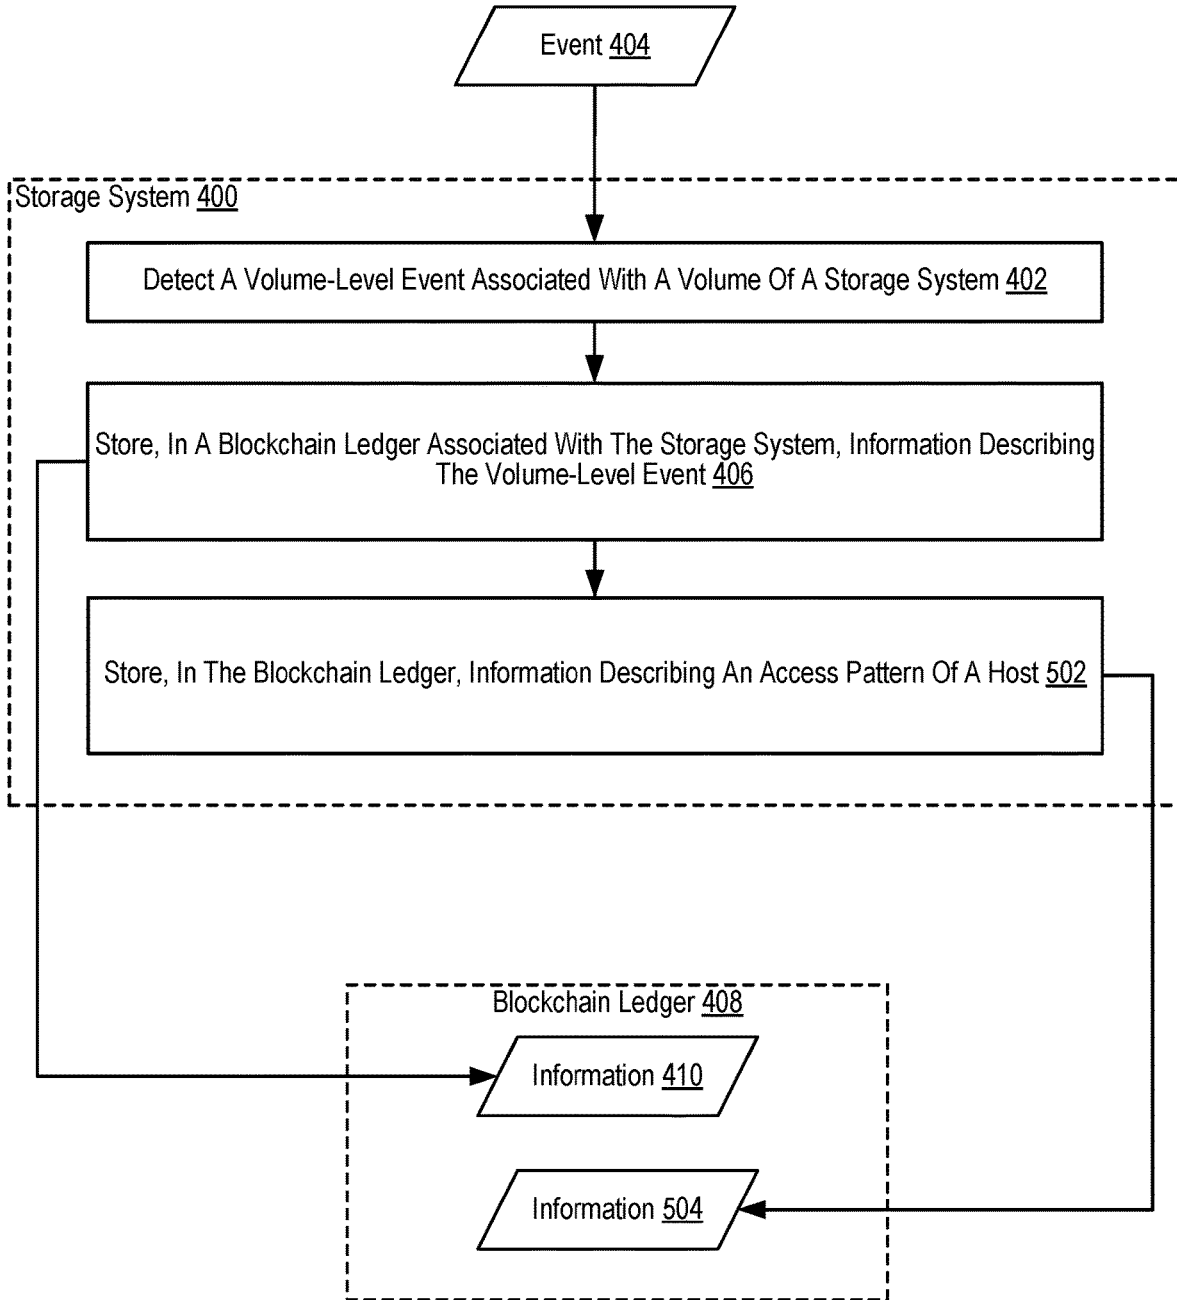 Event 404
Storage System 400
Detect A Volume-Level Event Associated With A Volume Of A Storage System 402
Store, In A Blockchain Ledger Associated With The Storage System, Information Describing
The Volume-Level Event 406
Store, In The Blockchain Ledger, Information Describing An Access Pattern Of A Host 502
Blockchain Ledger 408
Information 410
Information 504